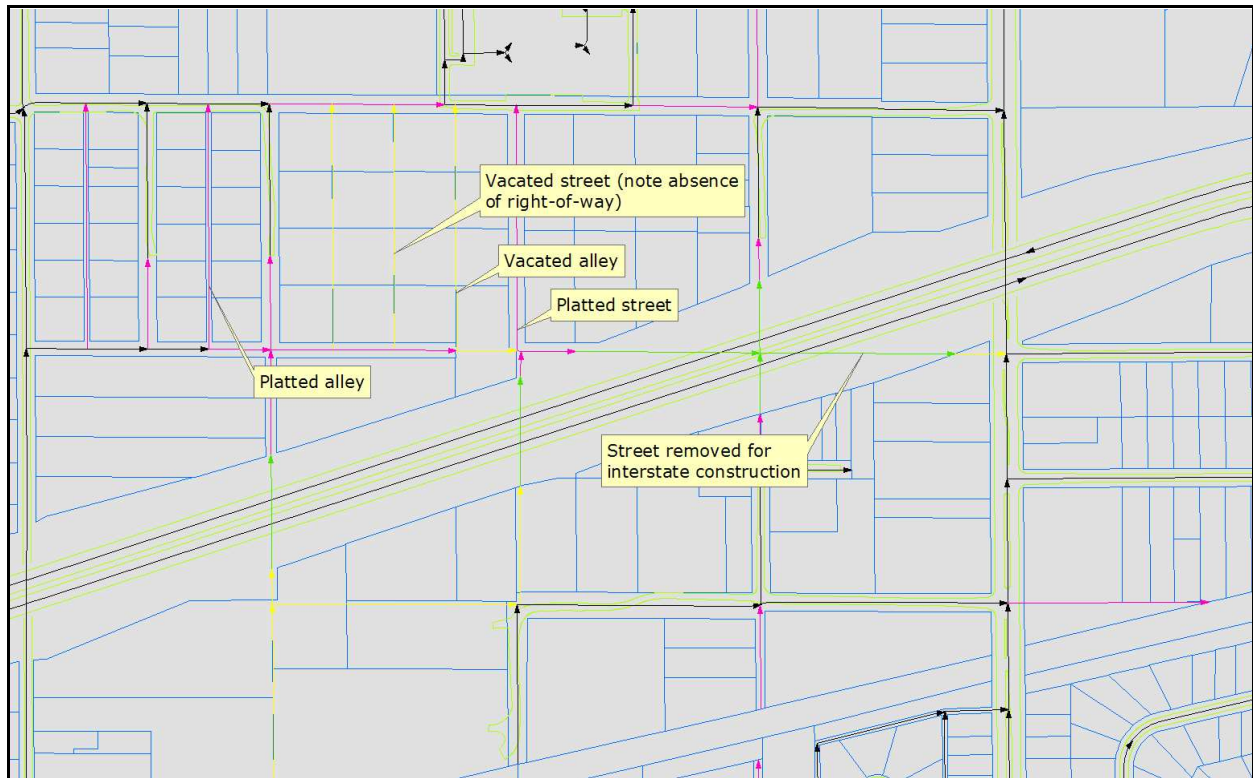 Vacated street (note absence
of right-of-way)
Vacated alley
Platted street
Platted alley
Street removed for
interstate construction